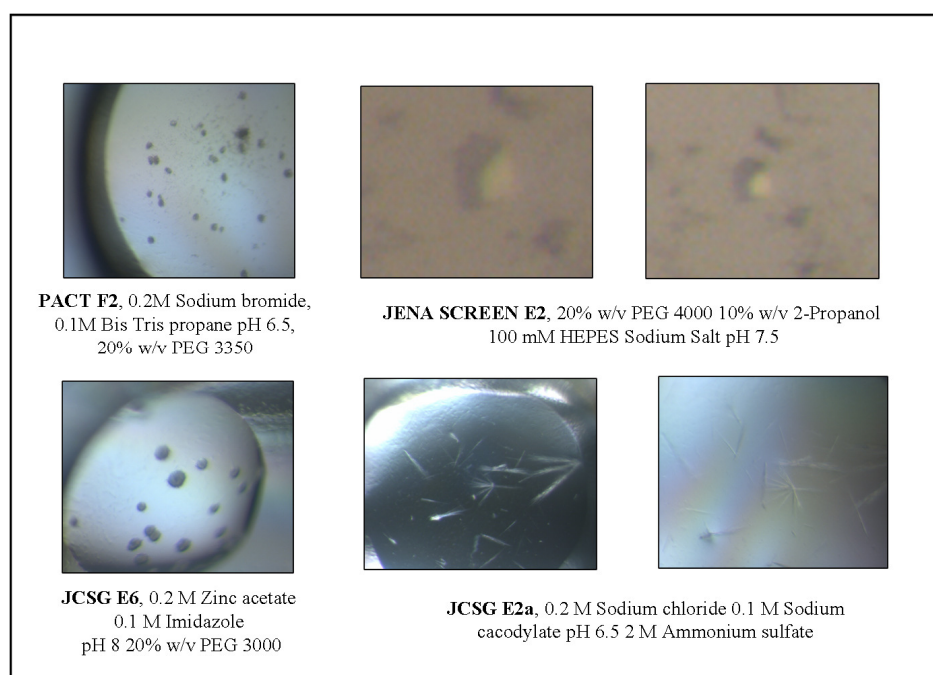 PACT F2, 0.2M Sodium bromide,
0.1M Bis Tris propane pH 6.5,
20% w/v PEG 3350
JENA SCREEN E2, 20% w/v PEG 4000 10% w/v 2-Propanol
100 mM HEPES Sodium Salt pH 7.5
JCSG E6, 0.2 M Zinc acetate
0.1 M Imidazole
pH 8 20% w/v PEG 3000
JCSG E2a, 0.2 M Sodium chloride 0.1 M Sodium
cacodylate pH 6.5 2 M Ammonium sulfate